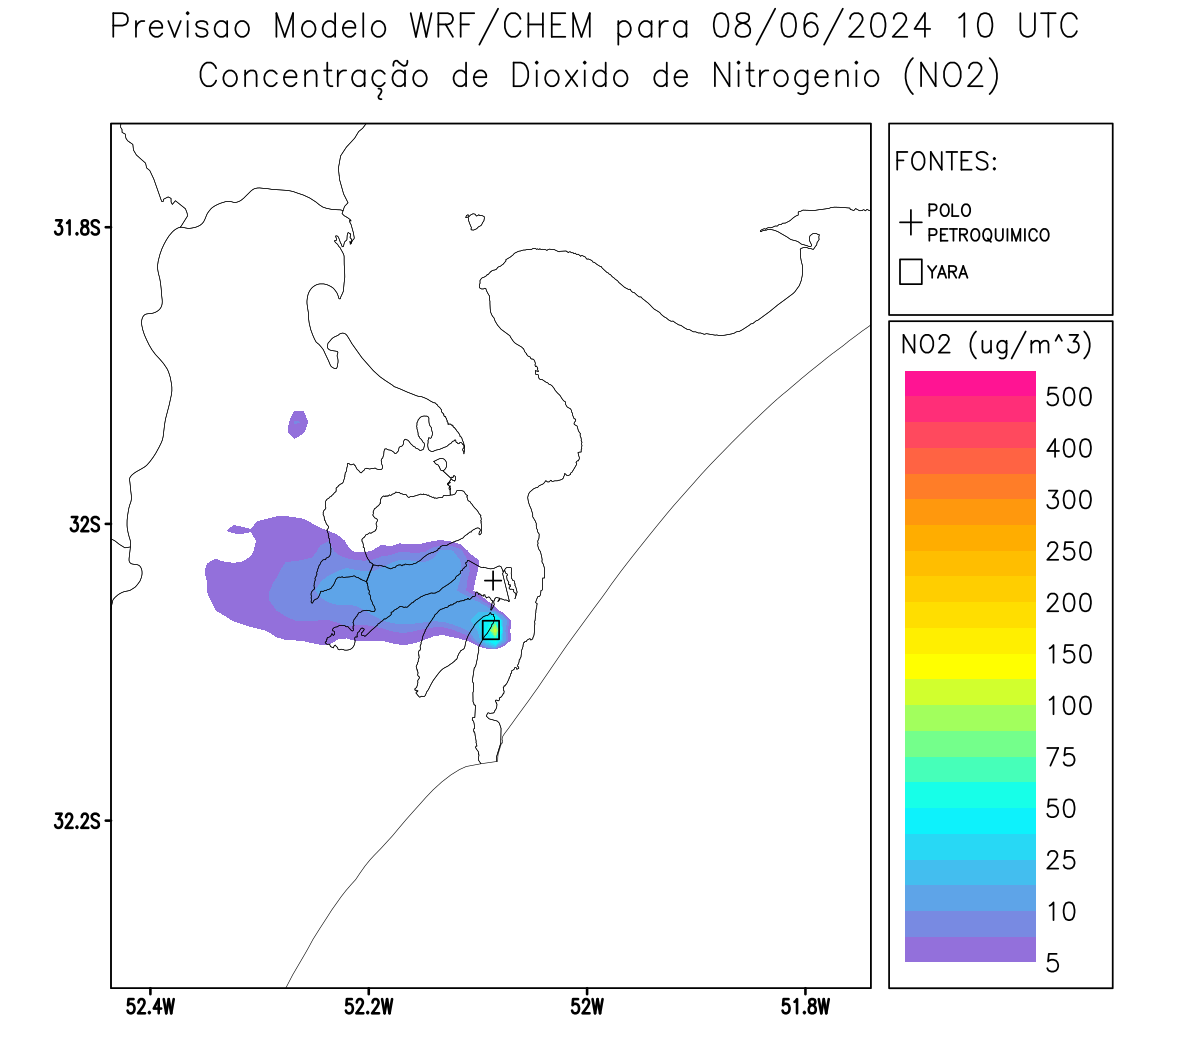 Previsao Modelo WRF/CHEM para 08/06/2024 10 UTC
Concentração de Dioxido de Nitrogenio (NO2)
FONTES:
POLO
PETROQUIMICO
YARA
NO2 (ug/m^3)
500
400
300
250
200
150
100
75
50
25
10
5
31.8S
32S
32.2S
52.4W
52.2W
52W
51.8W